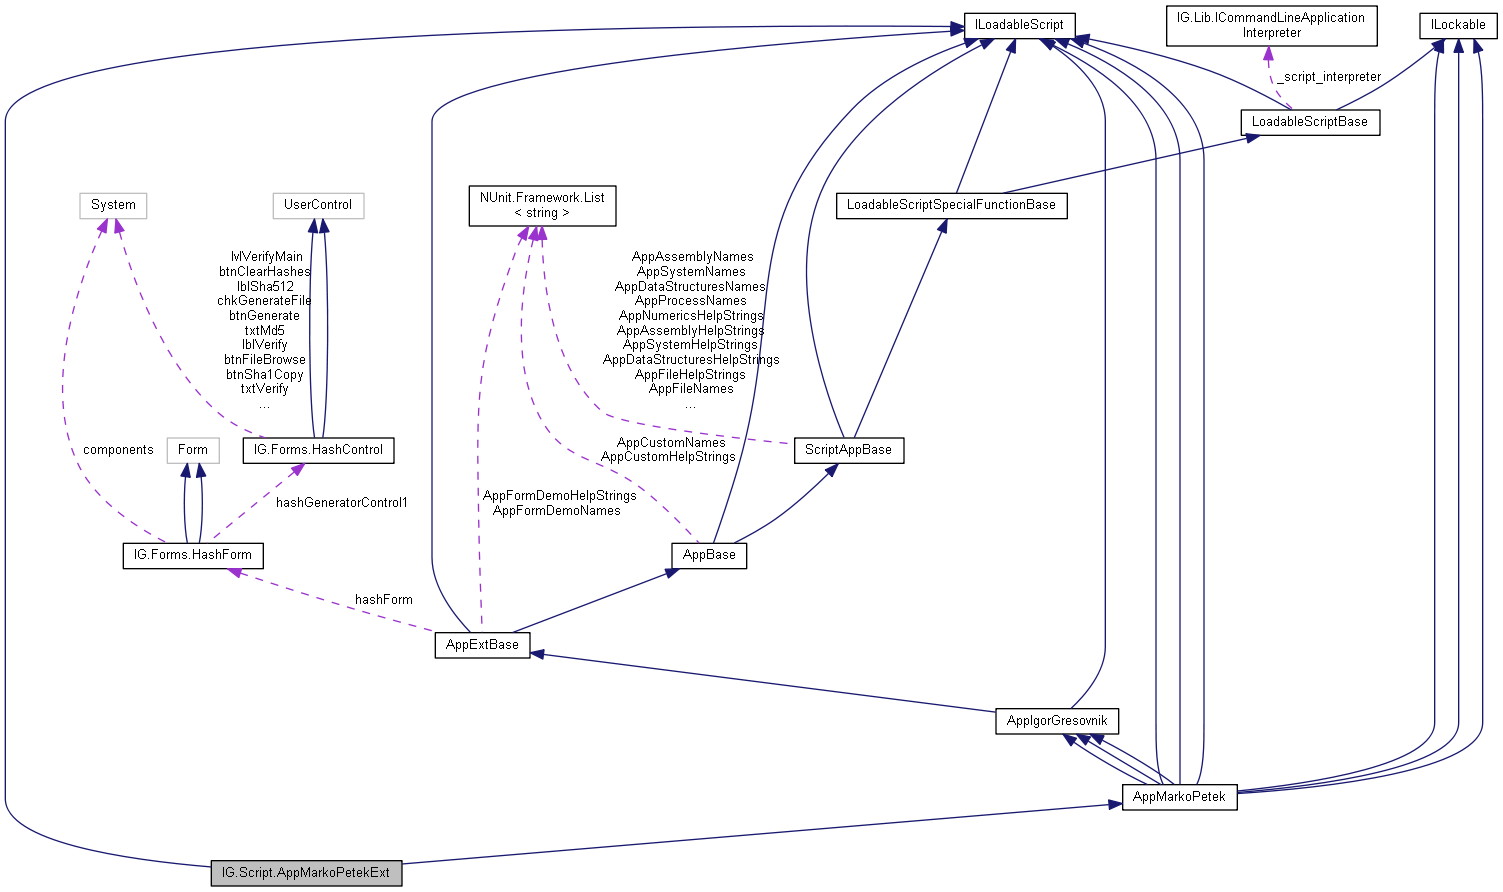 ILoadableScript
IG.Lib.ICommandLineApplication
Interpreter
ILockable
_script_interpreter
LoadableScriptBase
System
UserControl
NUnit.Framework.List
< string >
LoadableScriptSpecialFunctionBase
lvlVerifyMain
btnClearHashes
lblSha512
chkGenerateFile
btnGenerate
txtMd5
lblVerify
btnFileBrowse
btnSha1Copy
txtVerify
...
AppAssemblyNames
AppSystemNames
AppDataStructuresNames
AppProcessNames
AppNumericsHelpStrings
AppAssemblyHelpStrings
AppSystemHelpStrings
AppDataStructuresHelpStrings
AppFileHelpStrings
AppFileNames
...
components
Form
IG.Forms.HashControl
AppCustomNames
AppCustomHelpStrings
ScriptAppBase
hashGeneratorControl1
AppFormDemoHelpStrings
AppFormDemoNames
IG.Forms.HashForm
AppBase
hashForm
AppExtBase
AppIgorGresovnik
AppMarkoPetek
IG.Script.AppMarkoPetekExt